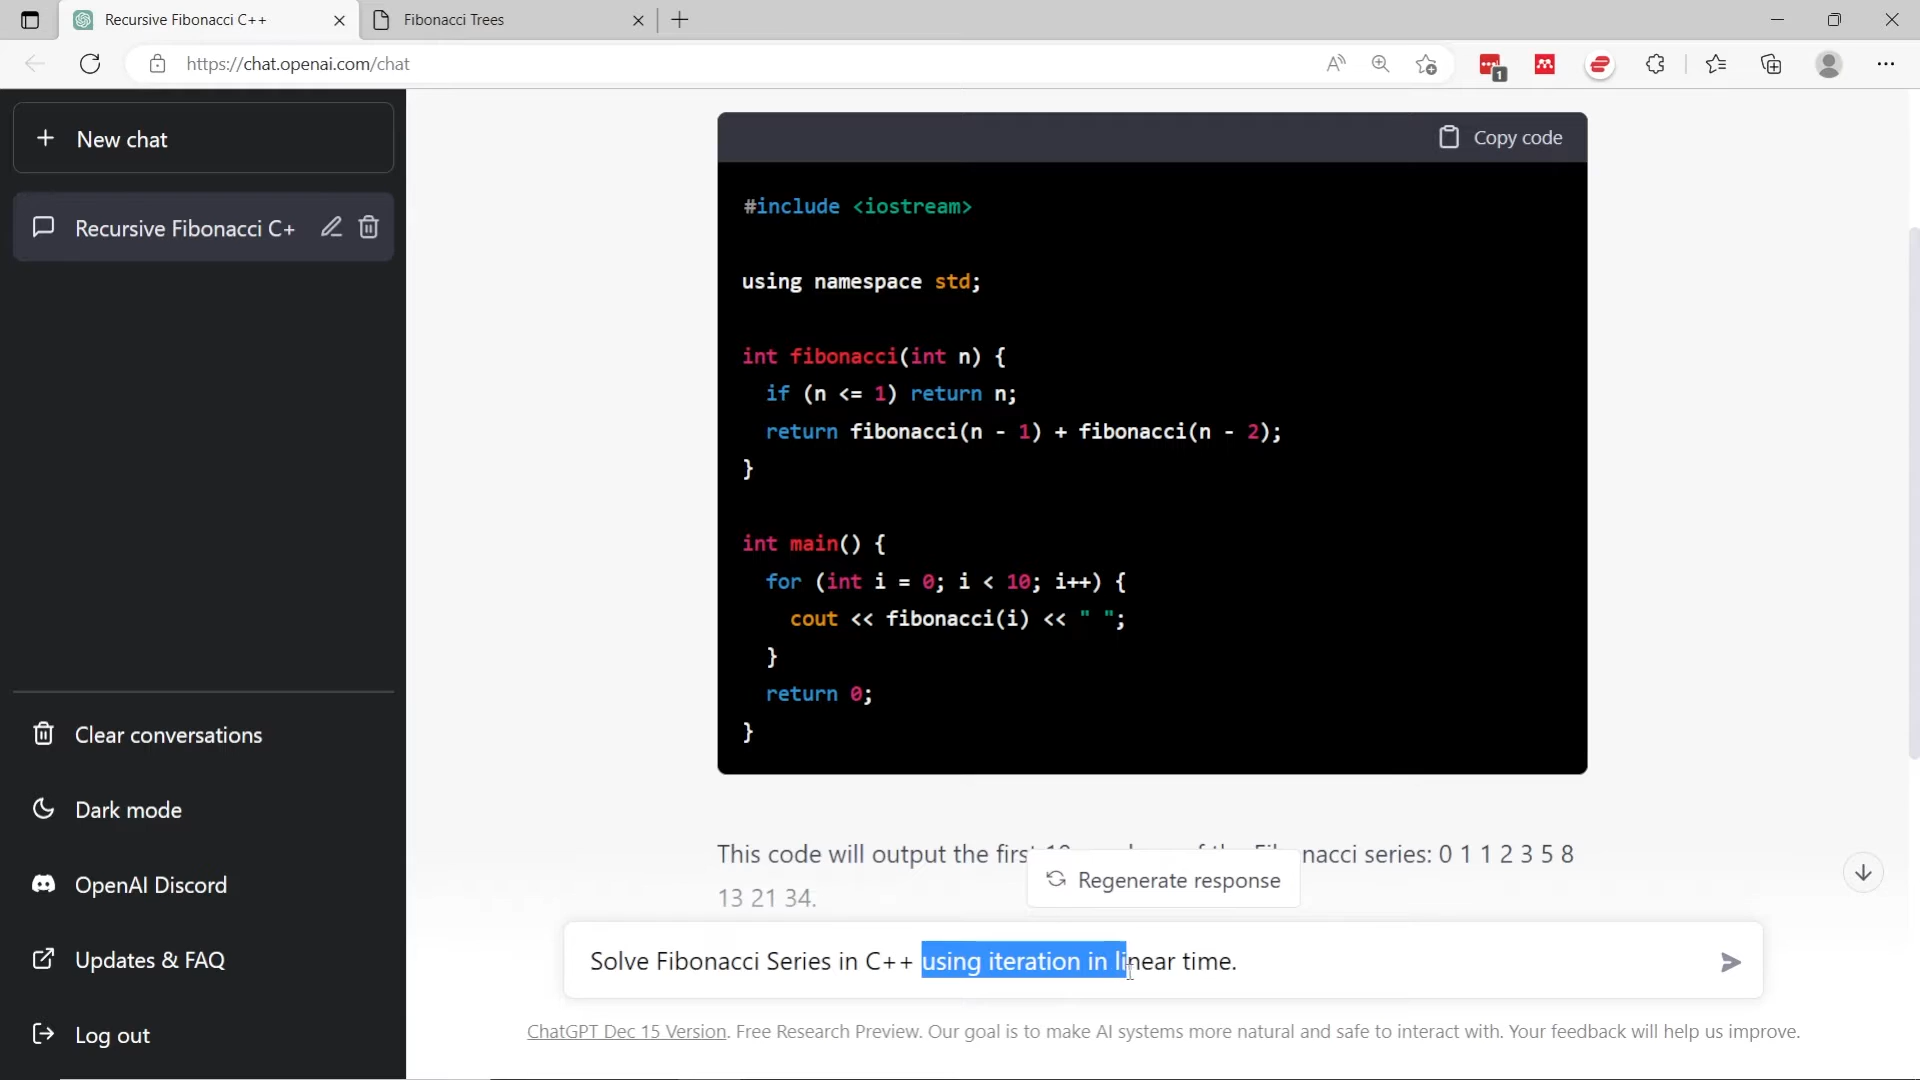 Recursive Fibonacci C++
Fibonacci Trees
https://chat.openai.com/chat
1
New chat
Recursive Fibonacci C+
Clear conversations
Dark mode
OpenAI Discord
Updates & FAQ
Log out
Copy code
#include <iostream>
using namespace std;
int fibonacci(int n) {
if (n <= 1) return n;
return fibonacci(n - 1) + fibonacci(n - 2);
}
int main() {
for (int i = 0; i < 10; i++) {
cout << fibonacci(i) << " ";
}
return 0;
}
This code will output the first nacci series: 0 1 1 2 3 5 8
13 21 34.
Regenerate response
Solve Fibonacci Series in C++ using iteration in linear time.
ChatGPT Dec 15 Version. Free Research Preview. Our goal is to make AI systems more natural and safe to interact with. Your feedback will help us improve.